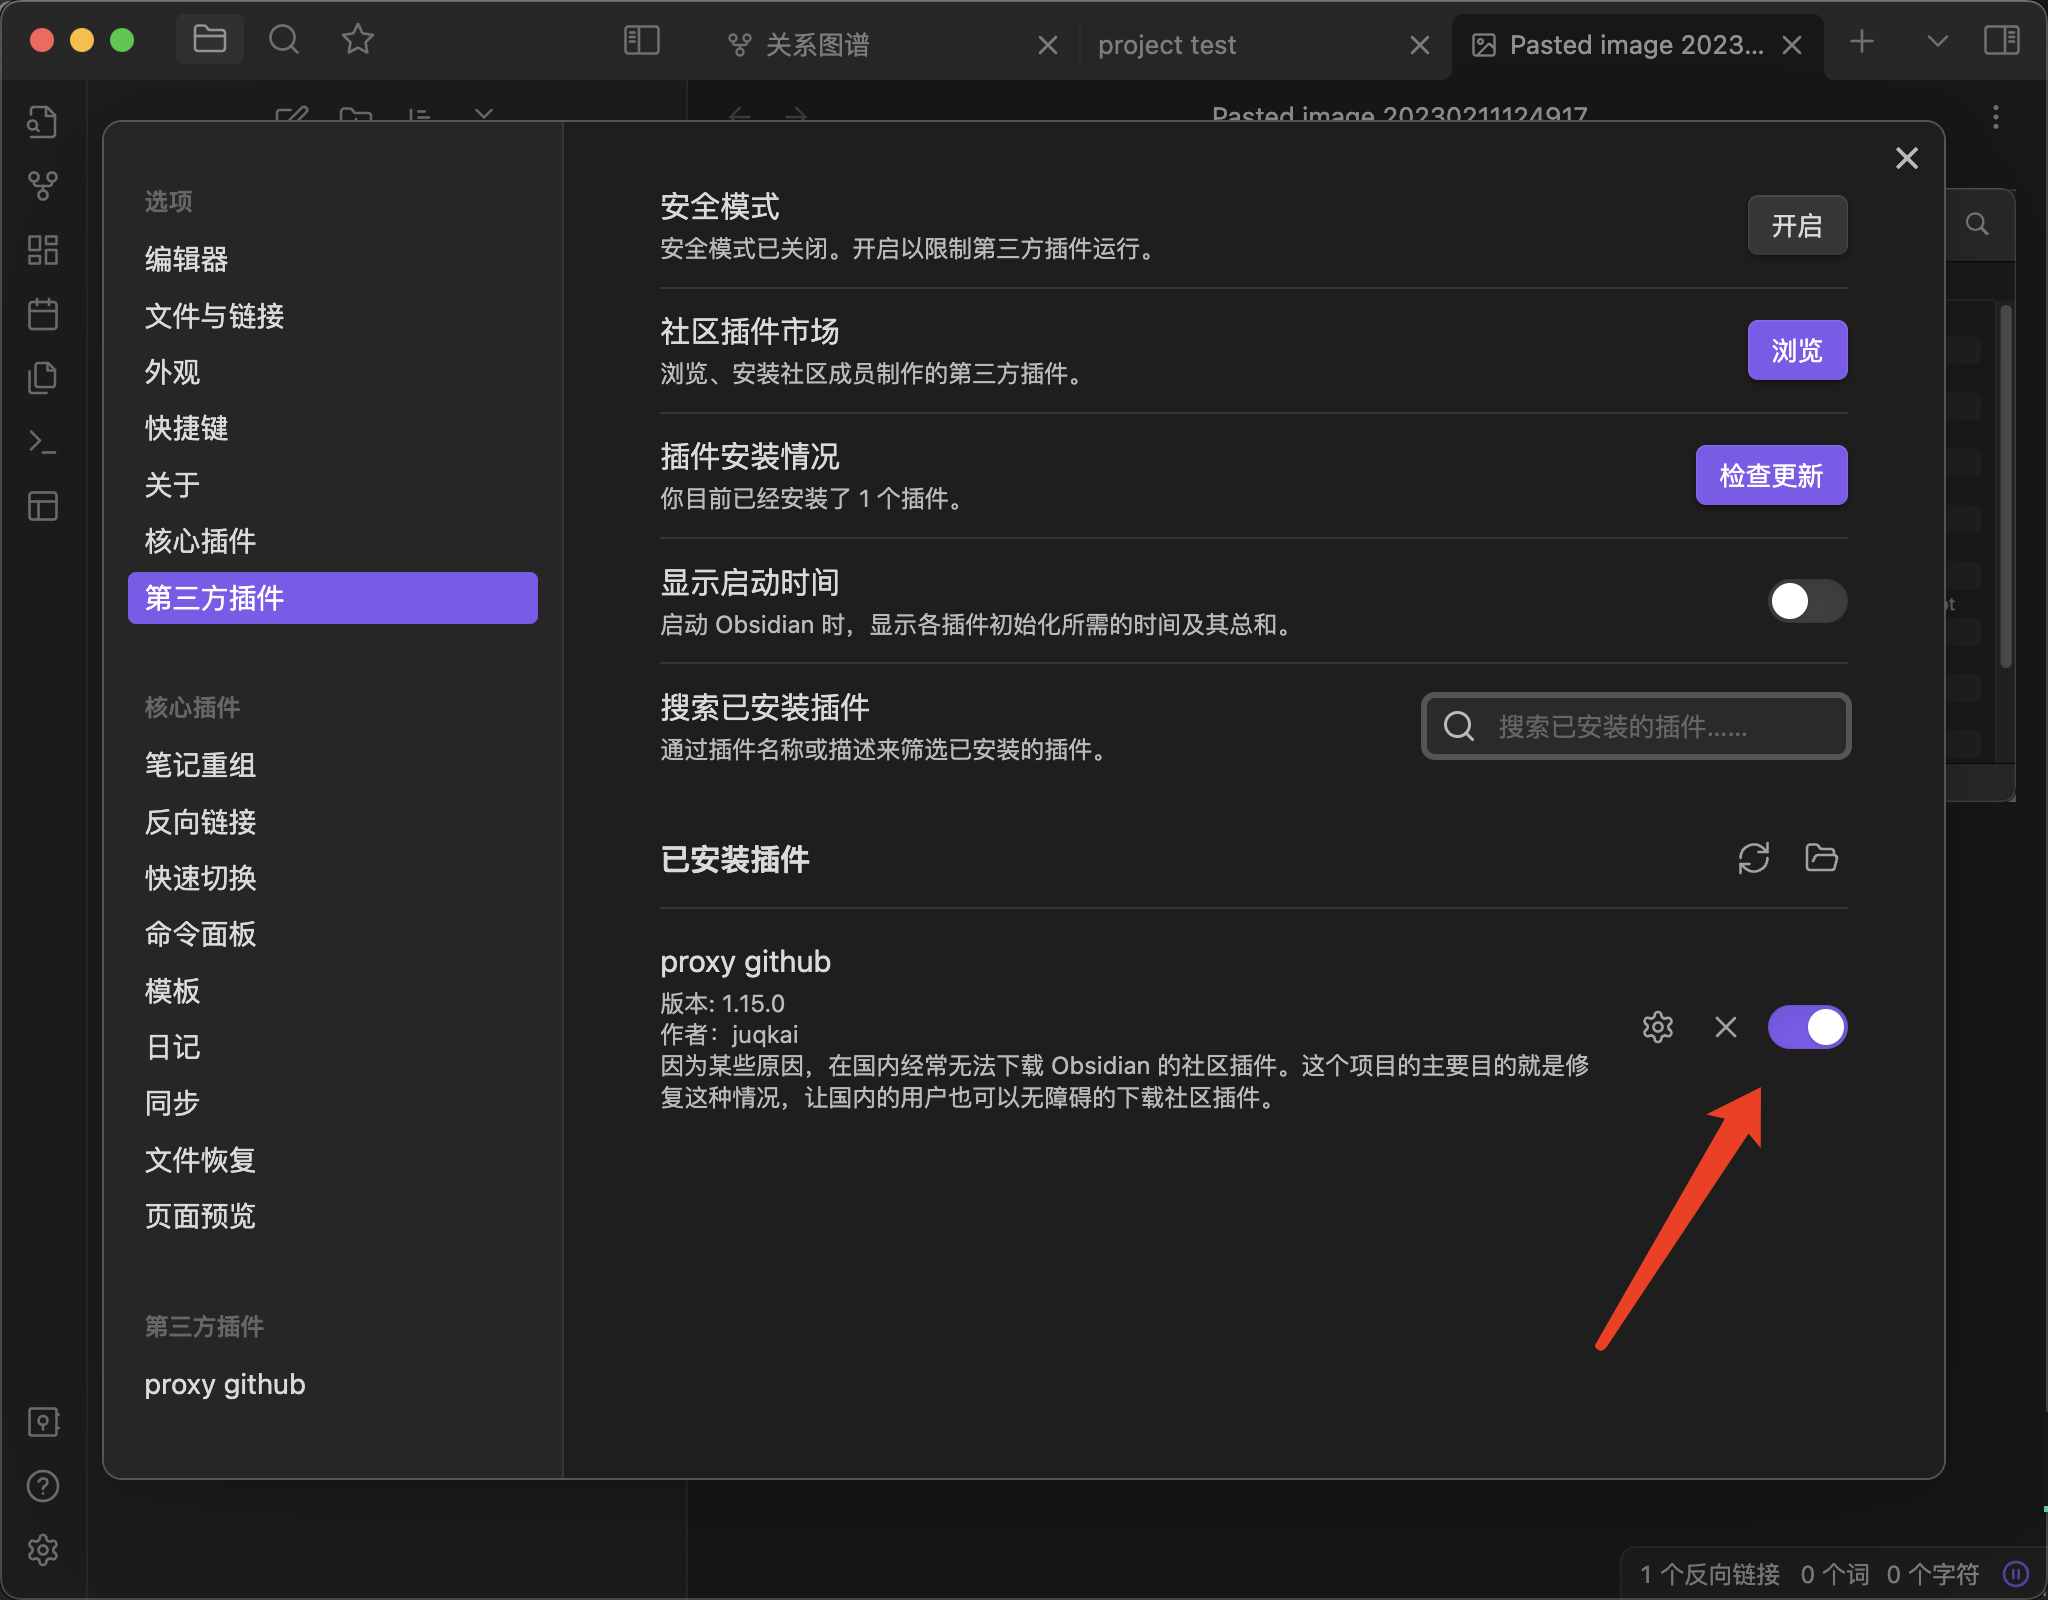 关系图谱
project test
Pasted image 2023...
Pasted image 20230211124917
选项
编辑器
文件与链接
外观
快捷键
关于
核心插件
第三方插件
核心插件
笔记重组
反向链接
快速切换
命令面板
模板
日记
同步
文件恢复
页面预览
第三方插件
proxy github
安全模式
安全模式已关闭。开启以限制第三方插件运行。
开启
社区插件市场
浏览、安装社区成员制作的第三方插件。
浏览
插件安装情况
你目前已经安装了 1 个插件。
检查更新
显示启动时间
启动 Obsidian 时，显示各插件初始化所需的时间及其总和。
搜索已安装插件
通过插件名称或描述来筛选已安装的插件。
搜索已安装的插件……
已安装插件
proxy github
版本: 1.15.0
作者：juqkai
因为某些原因，在国内经常无法下载 Obsidian 的社区插件。这个项目的主要目的就是修
复这种情况，让国内的用户也可以无障碍的下载社区插件。
1 个反向链接 0 个词 0 个字符